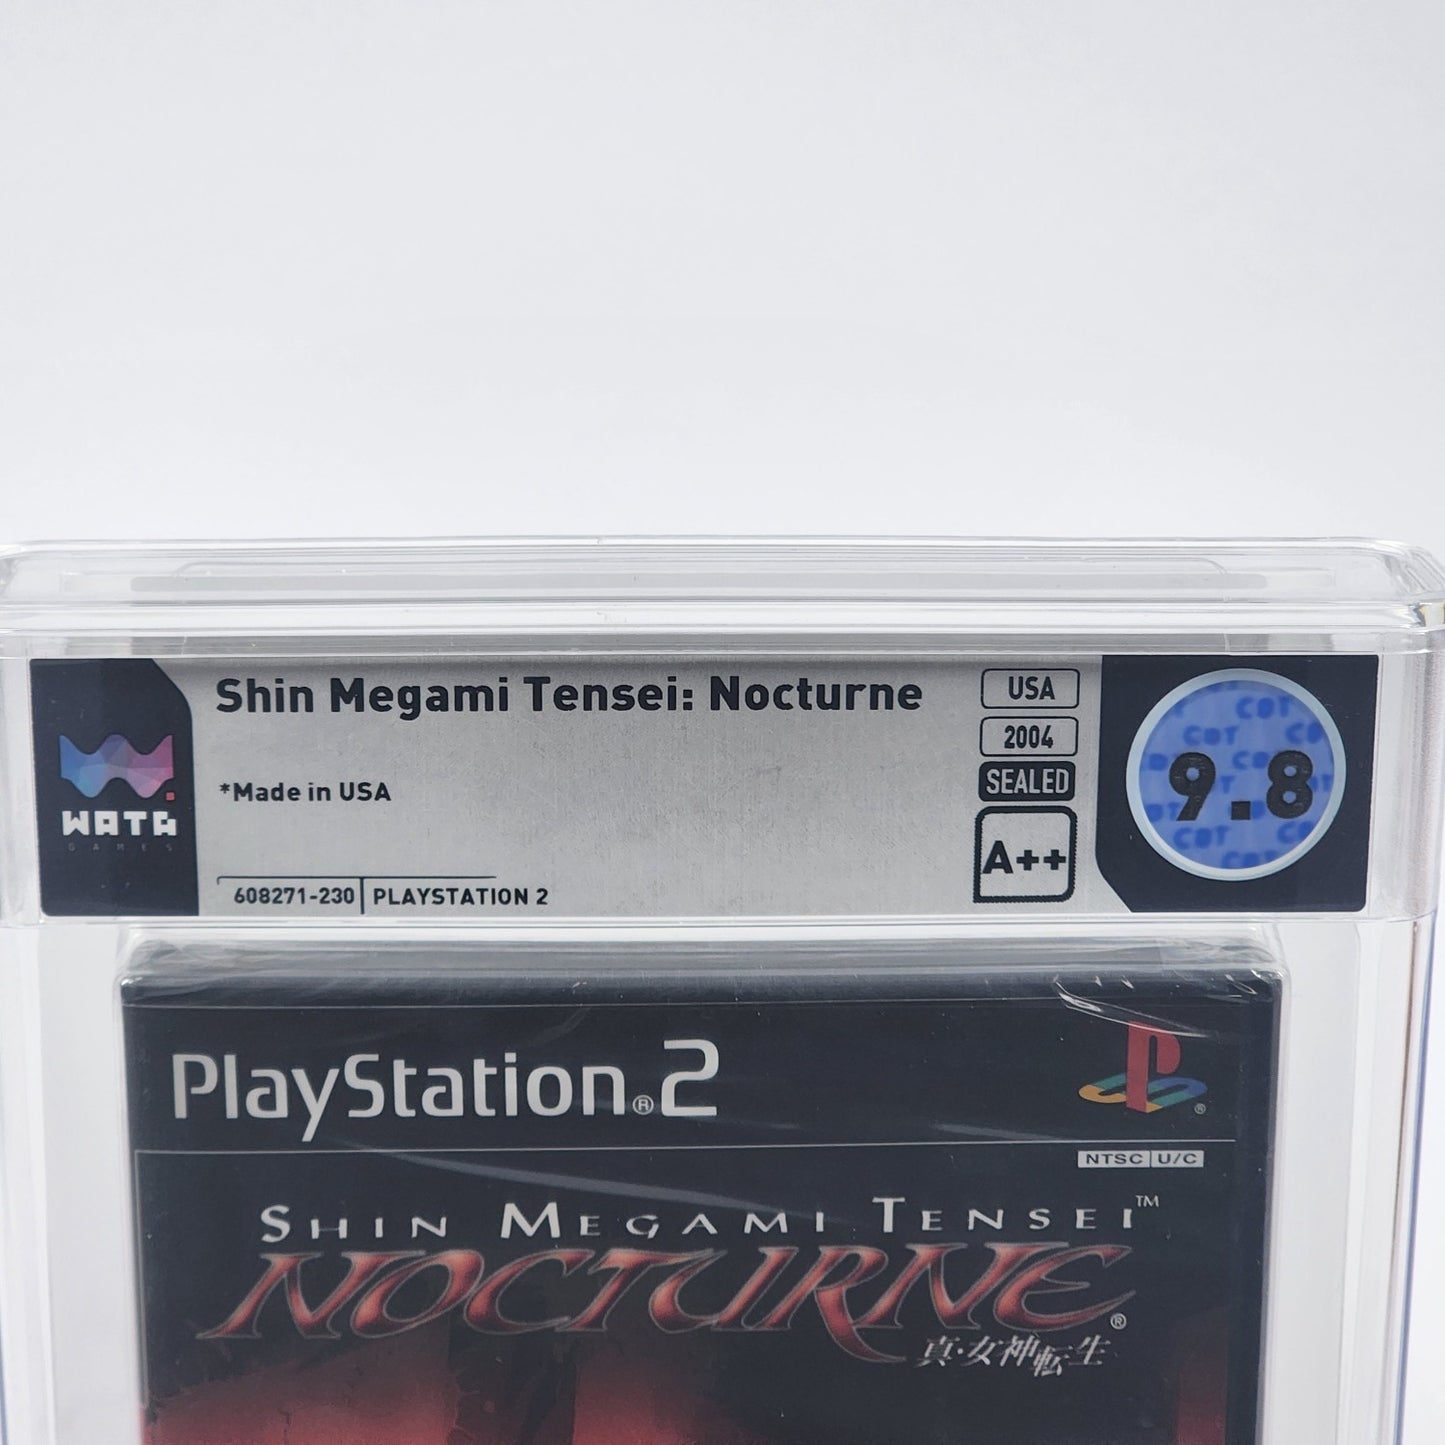 Shin Megami Tensei: Nocturne
*Made in USA
608271-230 PLAYSTATION 2
WATA
GAMES
USA
2004
SEALED
A++
9.8
PlayStation®2
NTSC U/C
SHIN MEGAMI TENSEI™
NOCTURNE®
真・女神転生